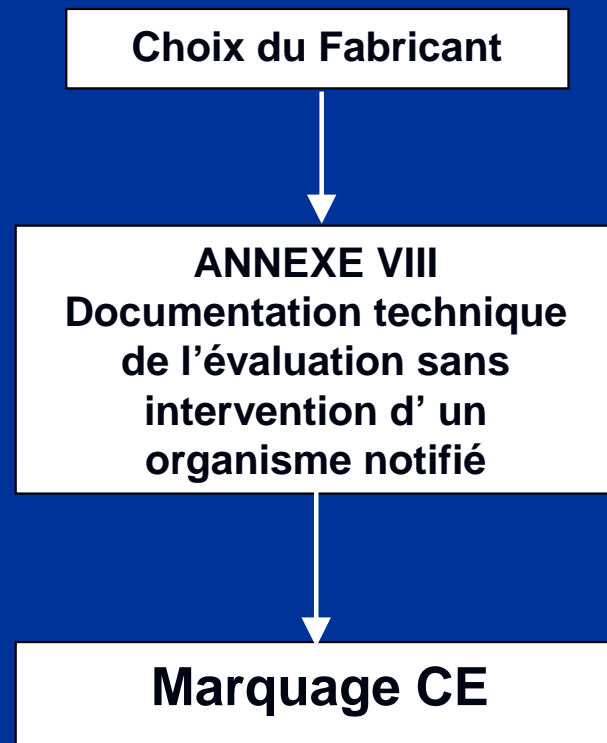 Choix du Fabricant
ANNEXE VIII
Documentation technique
de l’évaluation sans
intervention d’ un
organisme notifié
Marquage CE